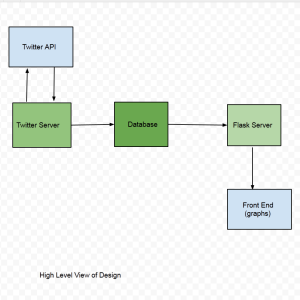 Twitter API
Twitter Server
Database
Flask Server
Front End
(graphs)
High Level View of Design